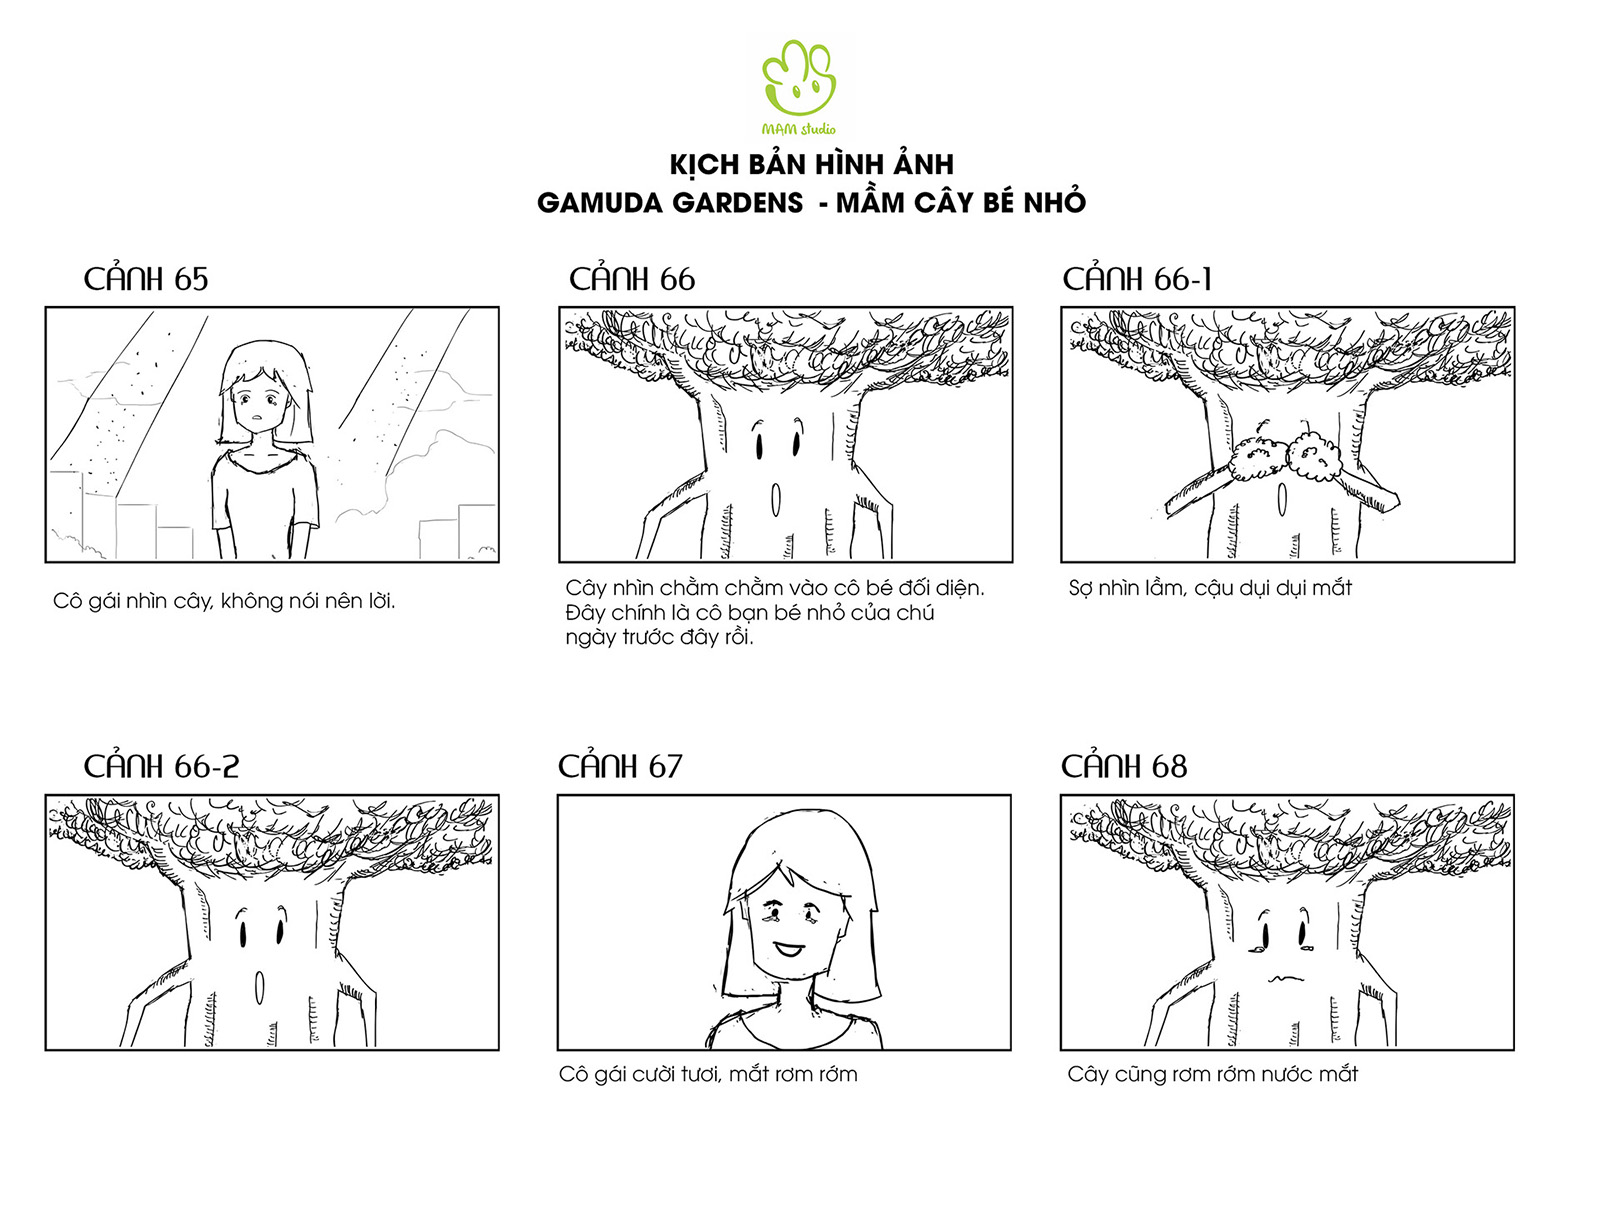 MAM studio
KỊCH BẢN HÌNH ẢNH
GAMUDA GARDENS - MẦM CÂY BÉ NHỎ
CẢNH 65
Cô gái nhìn cây, không nói nên lời.
CẢNH 66
Cây nhìn chằm chằm vào cô bé đối diện.
Đây chính là cô bạn bé nhỏ của chú
ngày trước đây rồi.
CẢNH 66-1
Sợ nhìn lầm, cậu dụi dụi mắt
CẢNH 66-2
CẢNH 67
Cô gái cười tươi, mắt rơm rớm
CẢNH 68
Cây cũng rơm rớm nước mắt